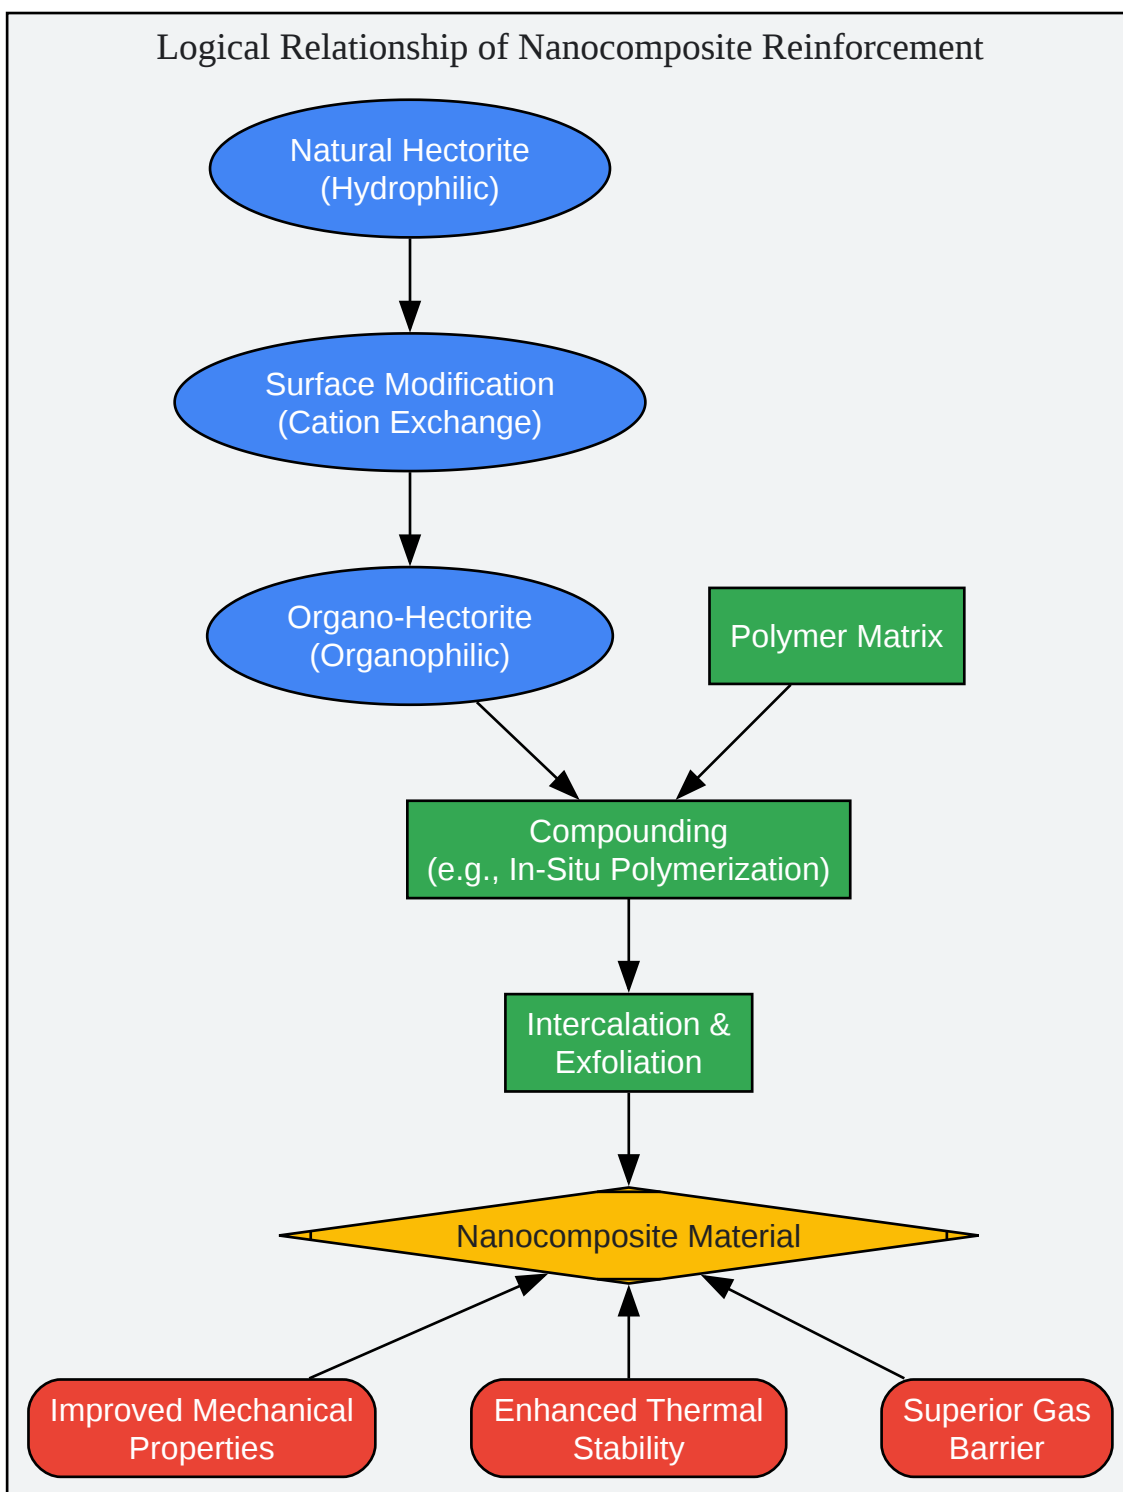 Logical Relationship of Nanocomposite Reinforcement
Natural Hectorite
(Hydrophilic)
Surface Modification
(Cation Exchange)
Organo-Hectorite
(Organophilic)
Polymer Matrix
Compounding
(e.g., In-Situ Polymerization)
Intercalation &
Exfoliation
Nanocomposite Material
Improved Mechanical
Properties
Enhanced Thermal
Stability
Superior Gas
Barrier